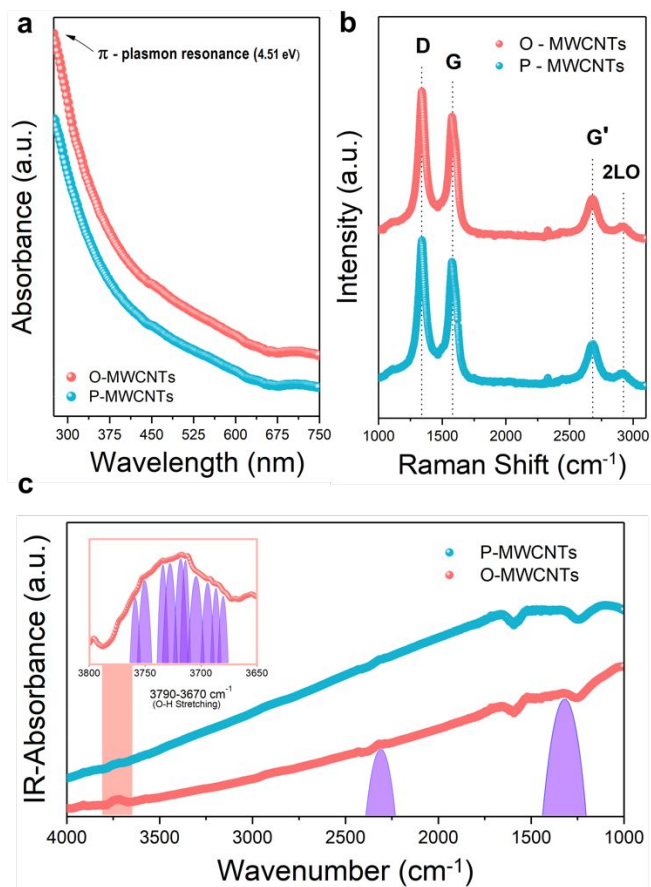 a
π - plasmon resonance (4.51 eV)
Absorbance (a.u.)
O-MWCNTs
P-MWCNTs
300 375 450 525 600 675 750
Wavelength (nm)
b
O - MWCNTs
P - MWCNTs
D
G
G'
2LO
Intensity (a.u.)
1000 1500 2000 2500 3000
Raman Shift (cm-1)
c
P-MWCNTs
O-MWCNTs
3800 3750 3700 3650
3790-3670 cm-1
(O-H Stretching)
IR-Absorbance (a.u.)
4000 3500 3000 2500 2000 1500 1000
Wavenumber (cm-1)